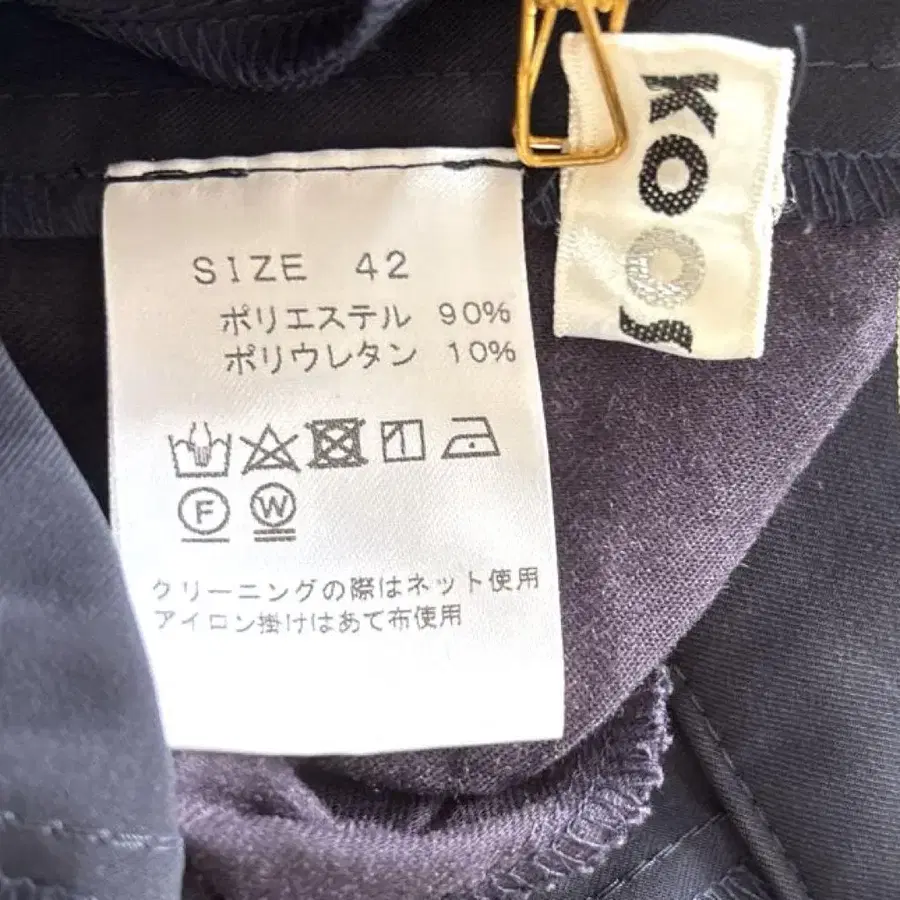 KOOS
SIZE 42
ポリエステル 90%
ポリウレタン 10%
F W
クリーニングの際はネット使用
アイロン掛けはあて布使用